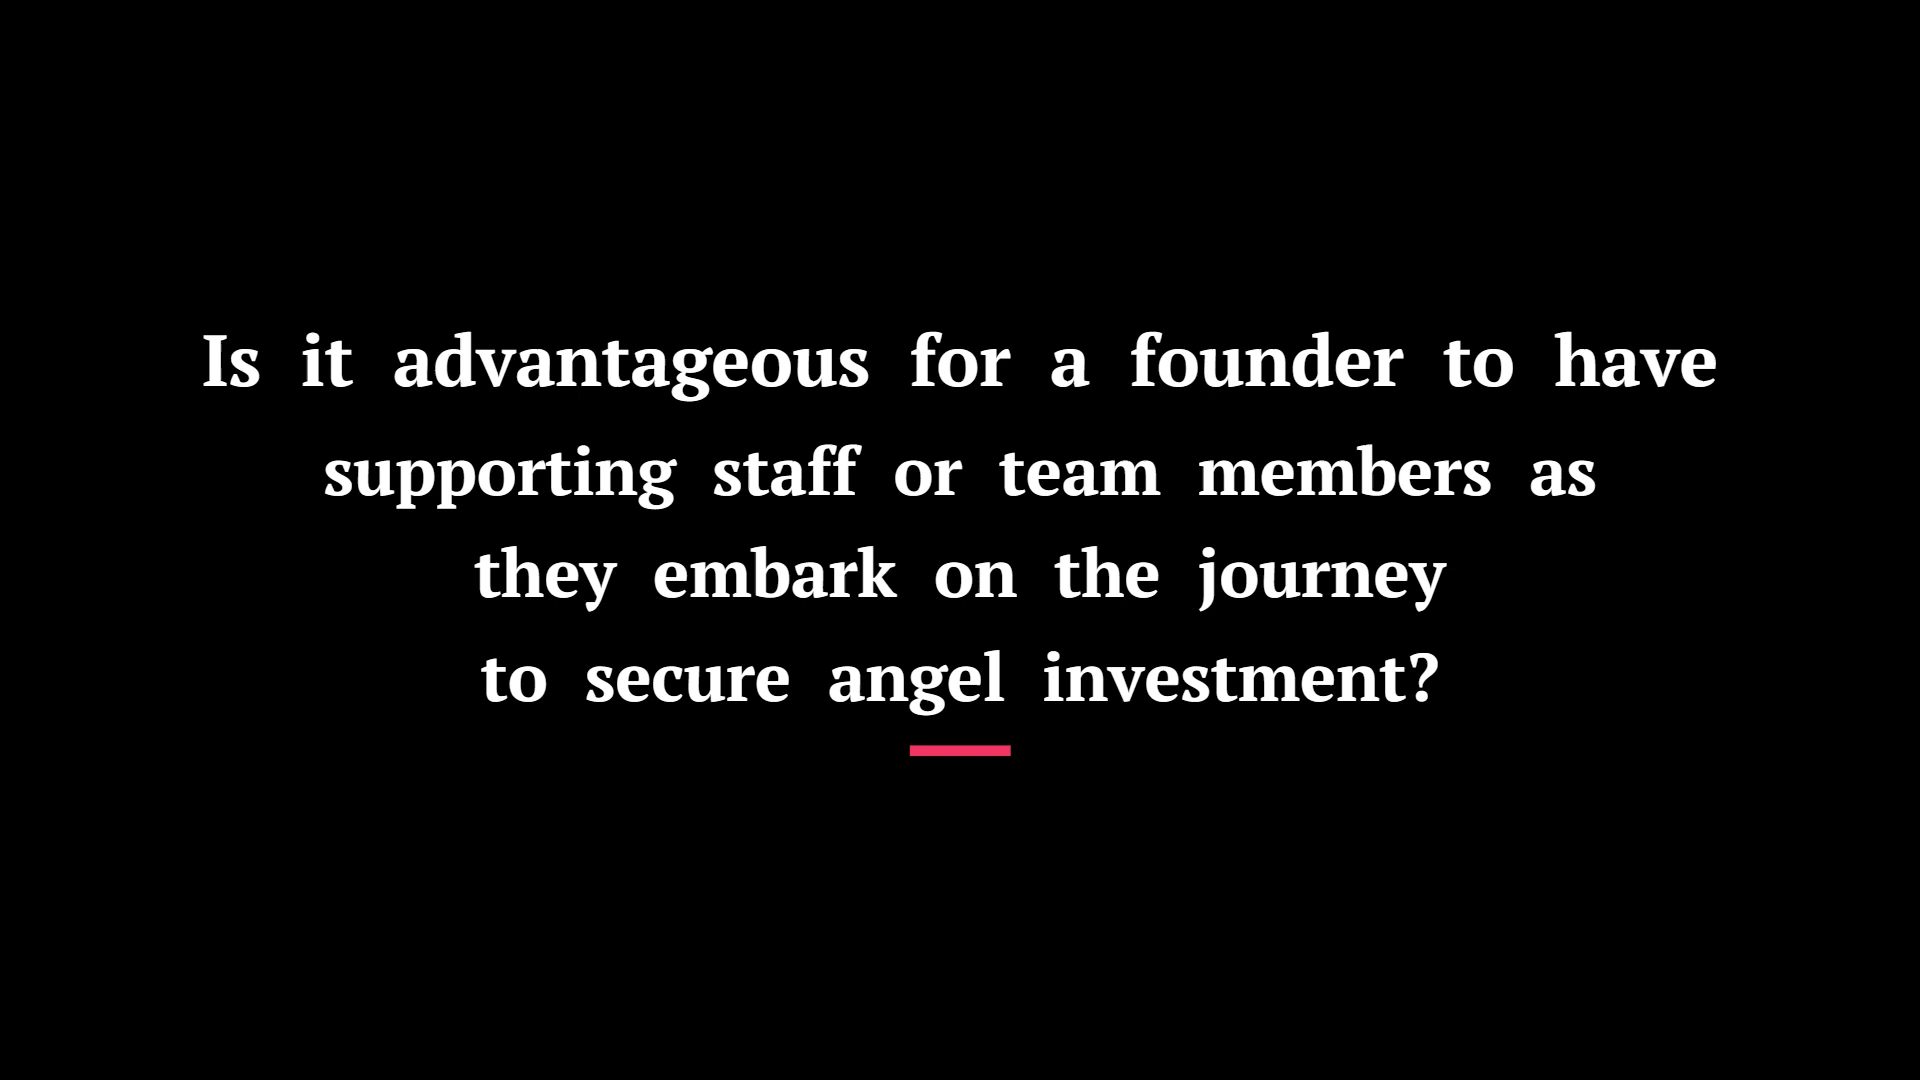 Is it advantageous for a founder to have
supporting staff or team members as
they embark on the journey
to secure angel investment?